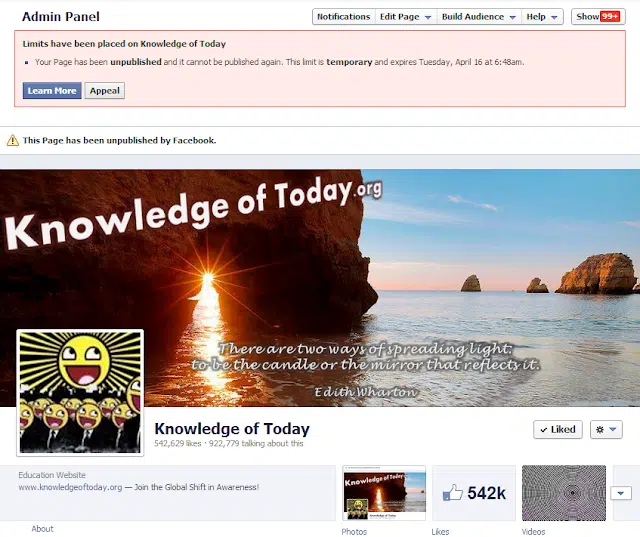 Admin Panel
Notifications
Edit Page
Build Audience
Help
Show 99+
Limits have been placed on Knowledge of Today
Your Page has been unpublished and it cannot be published again. This limit is temporary and expires Tuesday, April 16 at 6:48am.
Learn More
Appeal
This Page has been unpublished by Facebook.
Knowledge of Today.org
There are two ways of spreading light:
to be the candle or the mirror that reflects it.
Edith Wharton
Knowledge of Today
542,629 likes · 922,779 talking about this
Liked
Education Website
www.knowledgeoftoday.org — Join the Global Shift in Awareness!
About
Knowledge of Today.org
Knowledge of Today
542k
Photos
Likes
Videos